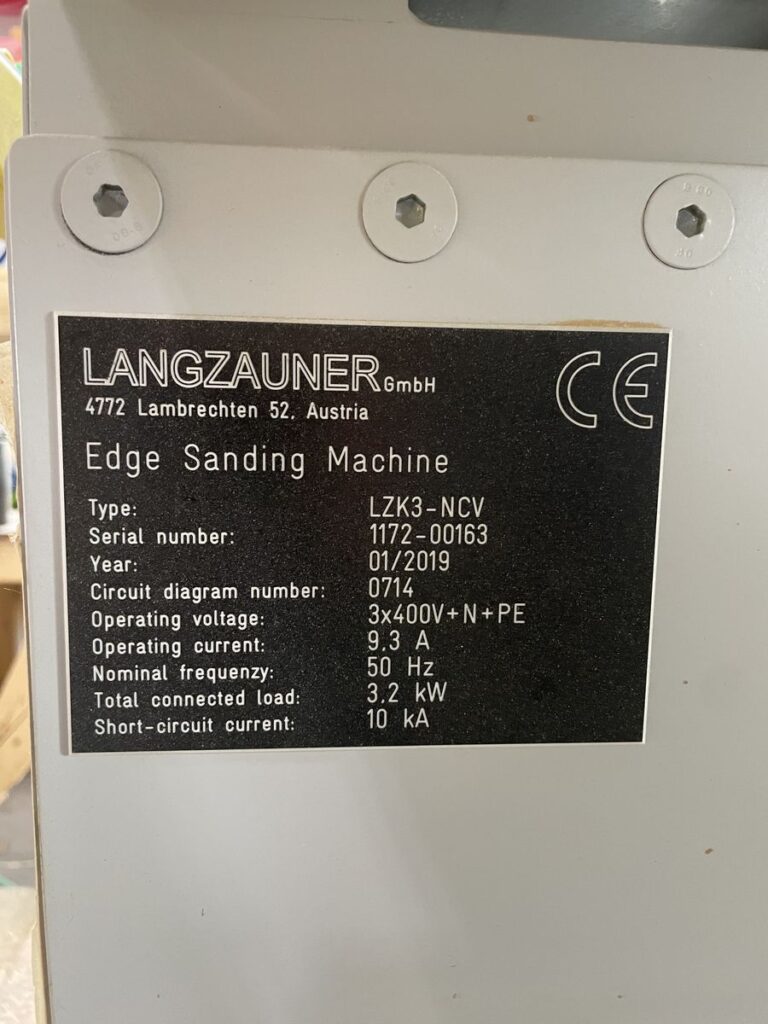 LANGZAUNER GmbH
CE
4772 Lambrechten 52, Austria
Edge Sanding Machine
Type: LZK3-NCV
Serial number: 1172-00163
Year: 01/2019
Circuit diagram number: 0714
Operating voltage: 3x400V+N+PE
Operating current: 9,3 A
Nominal frequenzy: 50 Hz
Total connected load: 3,2 kW
Short-circuit current: 10 kA